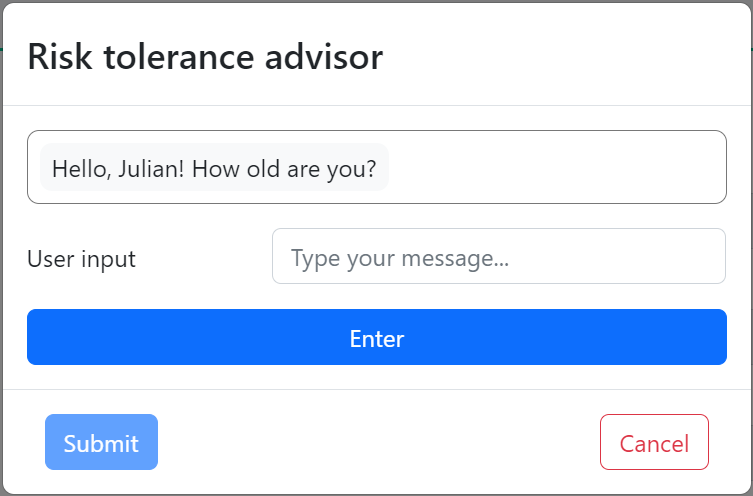 Risk tolerance advisor
Hello, Julian! How old are you?
User input
Type your message...
Enter
Submit
Cancel